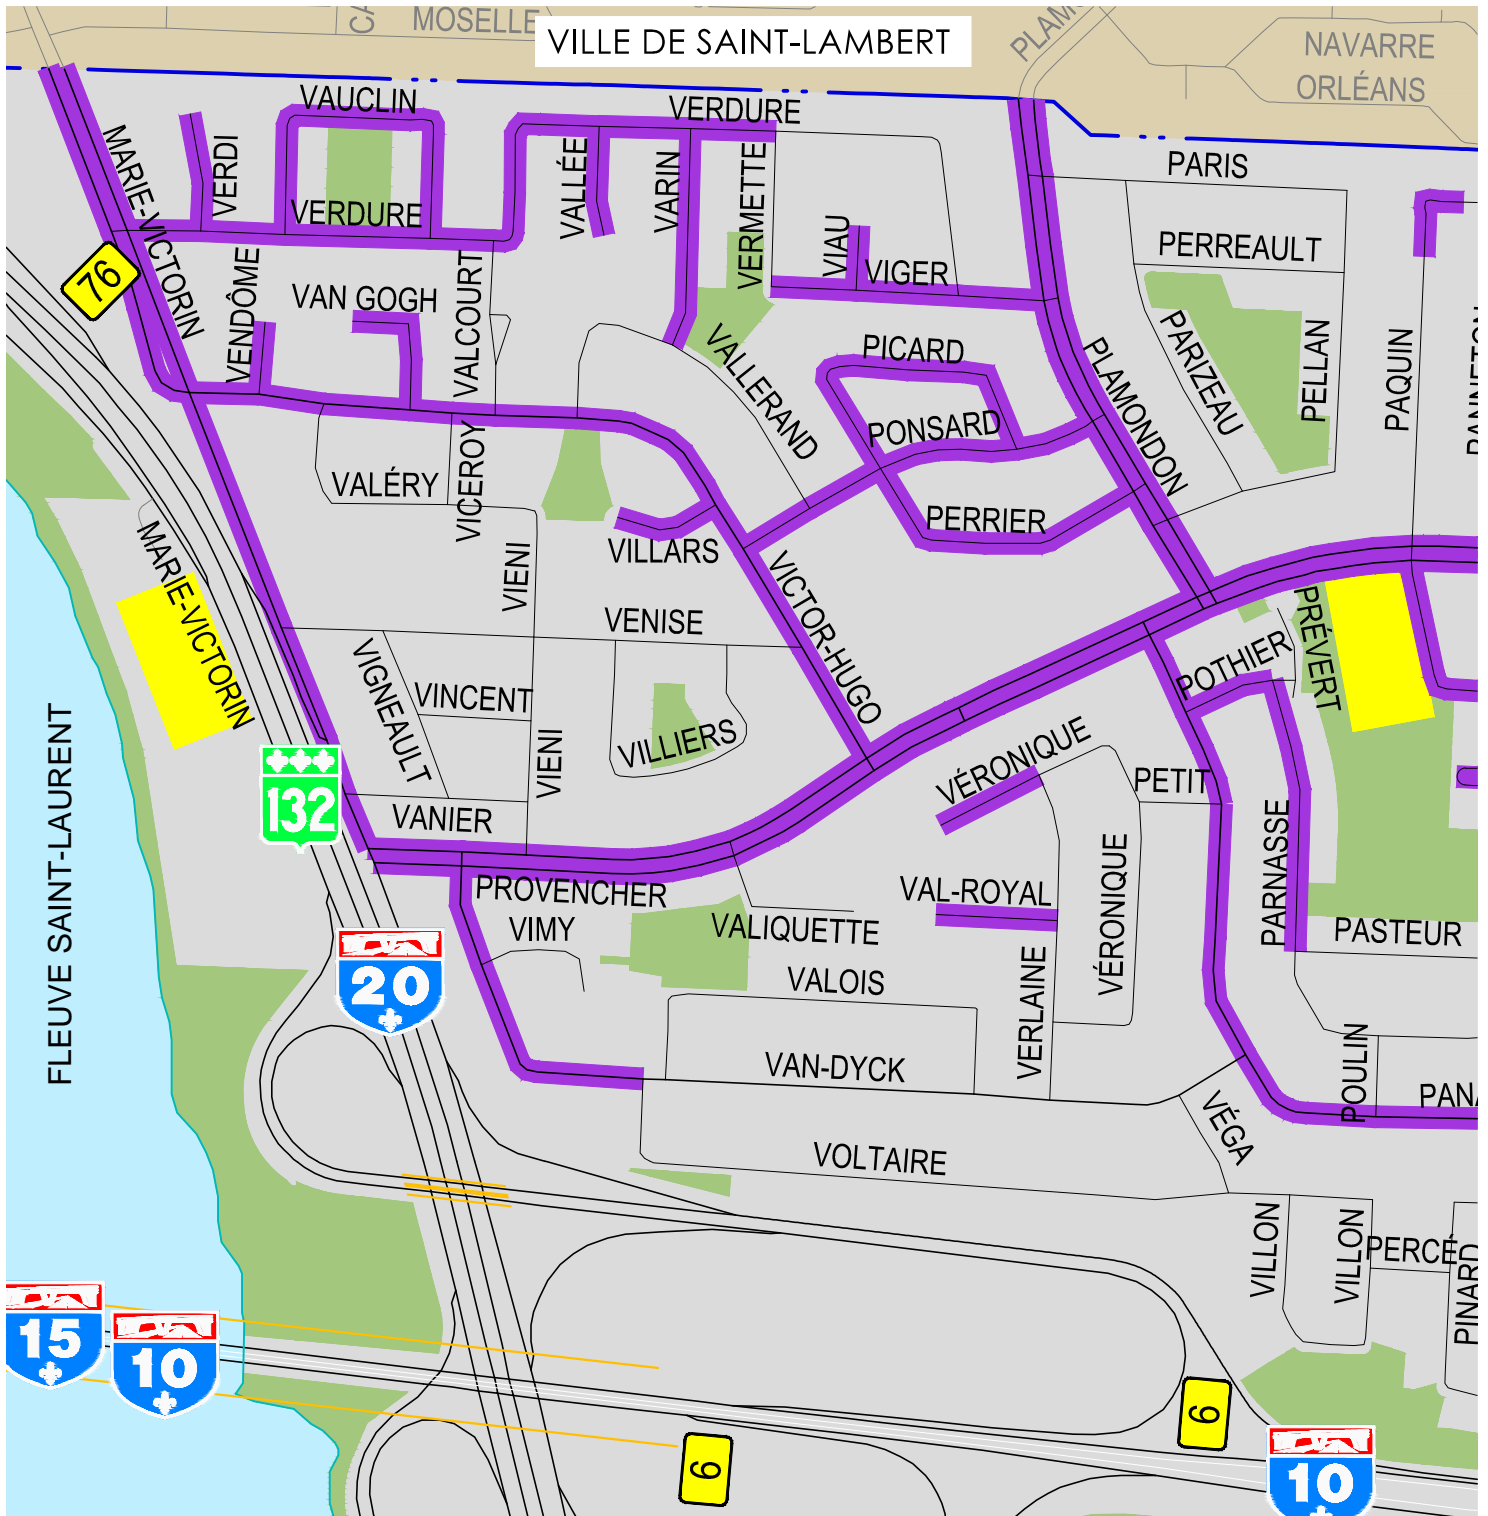 MOSELLE
VILLE DE SAINT-LAMBERT
NAVARRE
ORLÉANS
VAUCLIN
VERDURE
MARIE-VICTORIN
VERDI
VERDURE
VALLÉE
VARIN
VERMETTE
PARIS
PERREAULT
VIAU
VIGER
76
VENDÔME
VAN GOGH
VALCOURT
VALLERAND
PICARD
PLAMONDON
PARIZEAU
PELLAN
PAQUIN
PONSARD
VALÉRY
VICEROY
PERRIER
VILLARS
VIENI
MARIE-VICTORIN
VENISE
VICTOR-HUGO
PRÉVERT
POTHIER
VIGNEAULT
VINCENT
VILLIERS
VIENI
VÉRONIQUE
PETIT
132
VANIER
PARNASSE
FLEUVE SAINT-LAURENT
PROVENCHER
VIMY
VAL-ROYAL
VÉRONIQUE
VALIQUETTE
PASTEUR
20
VALOIS
VERLAINE
VAN-DYCK
POULIN
PANA
VÉGA
VOLTAIRE
VILLON
VILLON
PERCÉ
PINARD
15
10
6
6
10